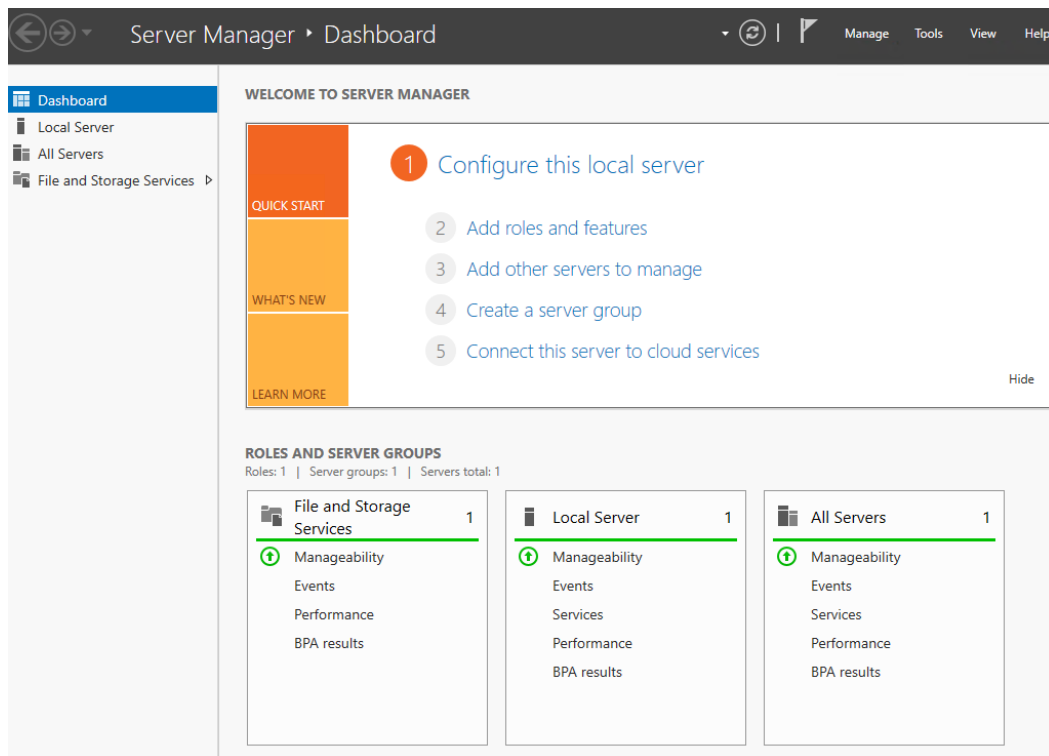 Server Manager ‣ Dashboard
Manage Tools View Help
Dashboard
Local Server
All Servers
File and Storage Services
WELCOME TO SERVER MANAGER
QUICK START
WHAT'S NEW
LEARN MORE
1 Configure this local server
2 Add roles and features
3 Add other servers to manage
4 Create a server group
5 Connect this server to cloud services
Hide
ROLES AND SERVER GROUPS
Roles: 1 | Server groups: 1 | Servers total: 1
File and Storage
Services 1
Manageability
Events
Performance
BPA results
Local Server 1
Manageability
Events
Services
Performance
BPA results
All Servers 1
Manageability
Events
Services
Performance
BPA results